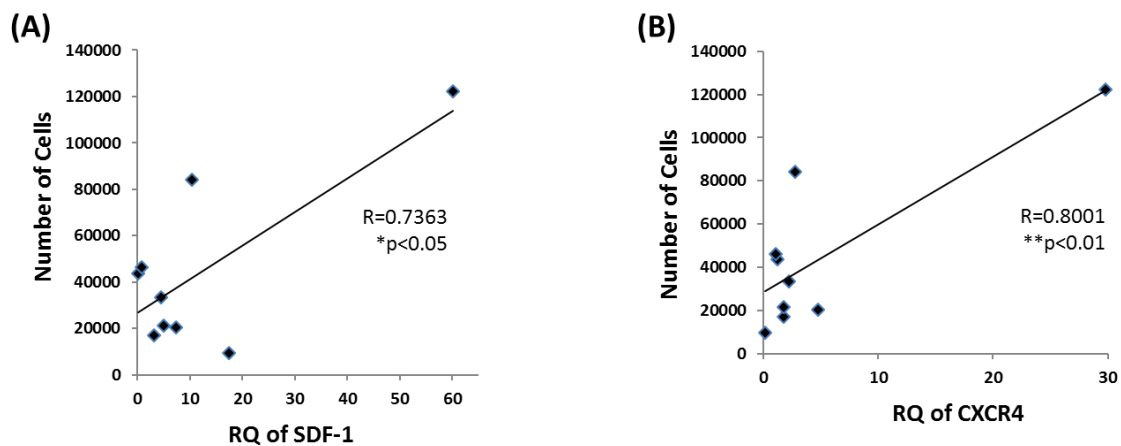 (A)
140000
120000
100000
80000
60000
40000
20000
0
Number of Cells
R=0.7363
*p<0.05
0 10 20 30 40 50 60
RQ of SDF-1
(B)
140000
120000
100000
80000
60000
40000
20000
0
Number of Cells
R=0.8001
**p<0.01
0 10 20 30
RQ of CXCR4